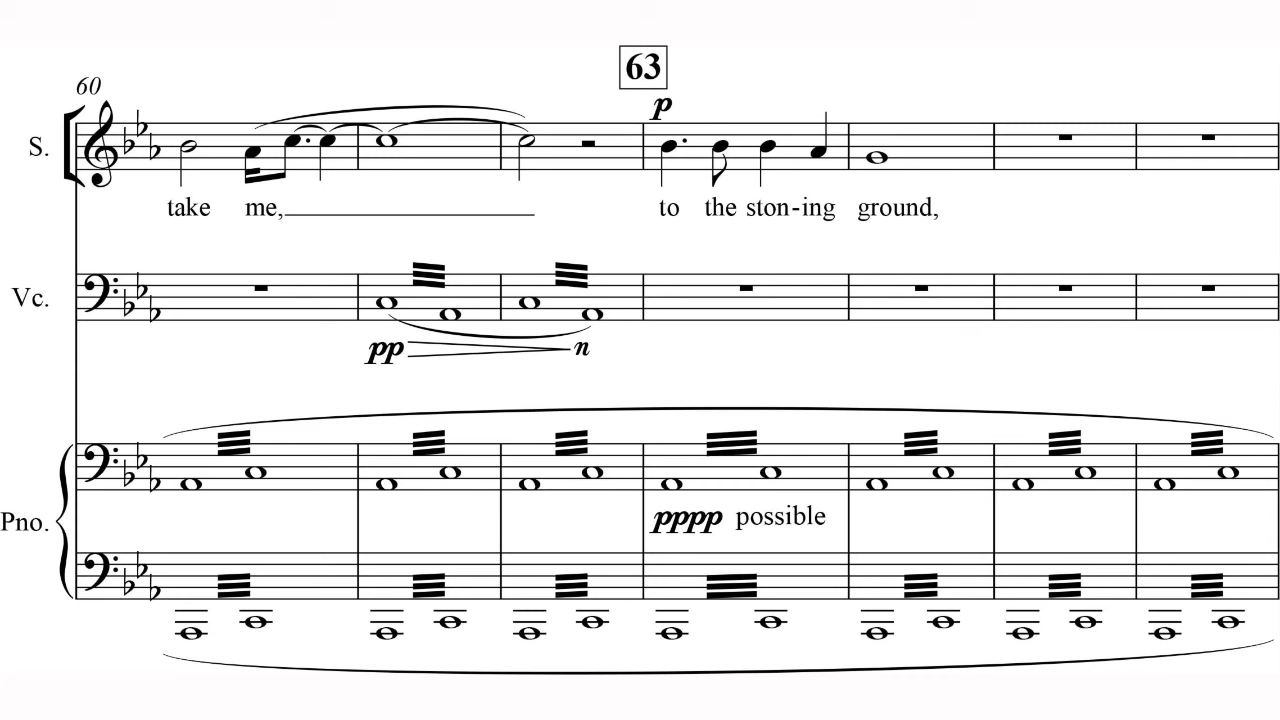 63
60
p
S.
take me, to the ston-ing ground,
Vc.
pp n
Pno.
pppp possible